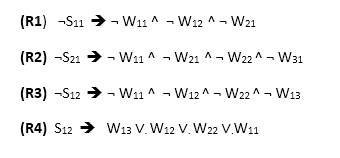 (R1) ¬S11 ➔ ¬ W11 ^ ¬ W12 ^ ¬ W21
(R2) ¬S21 ➔ ¬ W11 ^ ¬ W21 ^ ¬ W22 ^ ¬ W31
(R3) ¬S12 ➔ ¬ W11 ^ ¬ W12 ^ ¬ W22 ^ ¬ W13
(R4) S12 ➔ W13 V. W12 V. W22 V.W11